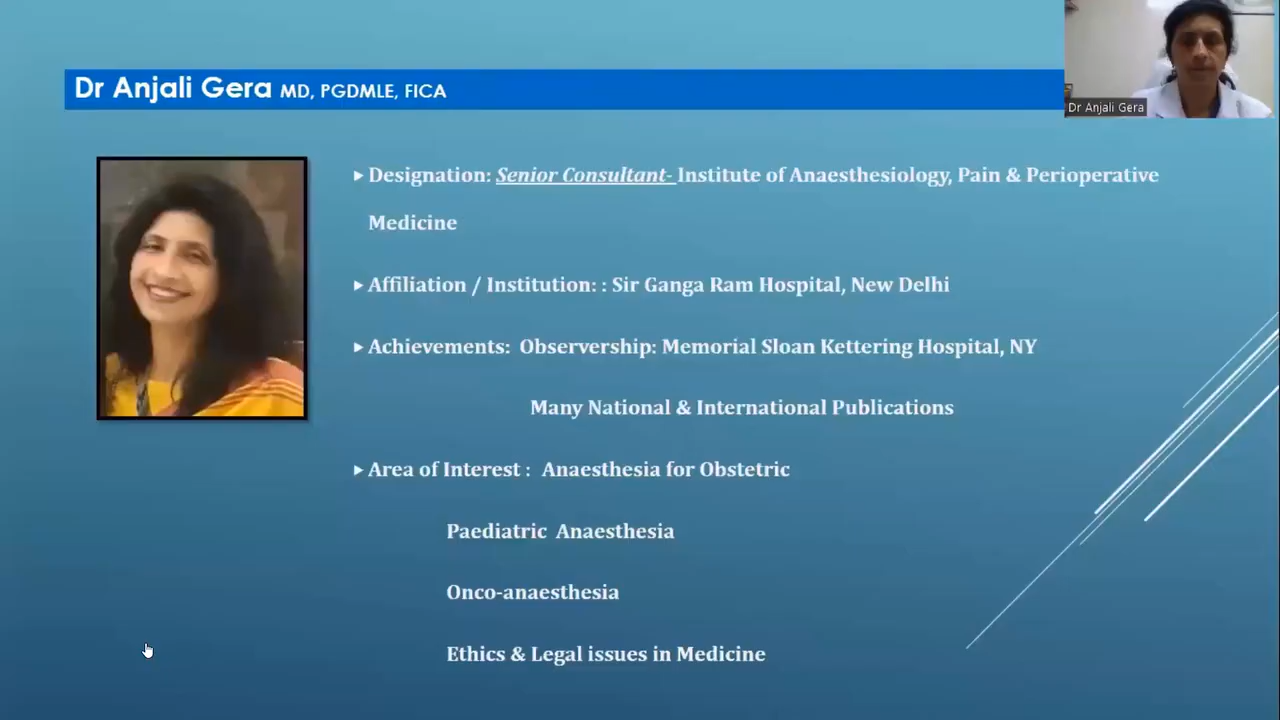 Dr Anjali Gera MD, PGDMLE, FICA
Dr Anjali Gera
Designation: Senior Consultant- Institute of Anaesthesiology, Pain & Perioperative
Medicine
Affiliation / Institution: : Sir Ganga Ram Hospital, New Delhi
Achievements: Observership: Memorial Sloan Kettering Hospital, NY
Many National & International Publications
Area of Interest : Anaesthesia for Obstetric
Paediatric Anaesthesia
Onco-anaesthesia
Ethics & Legal issues in Medicine